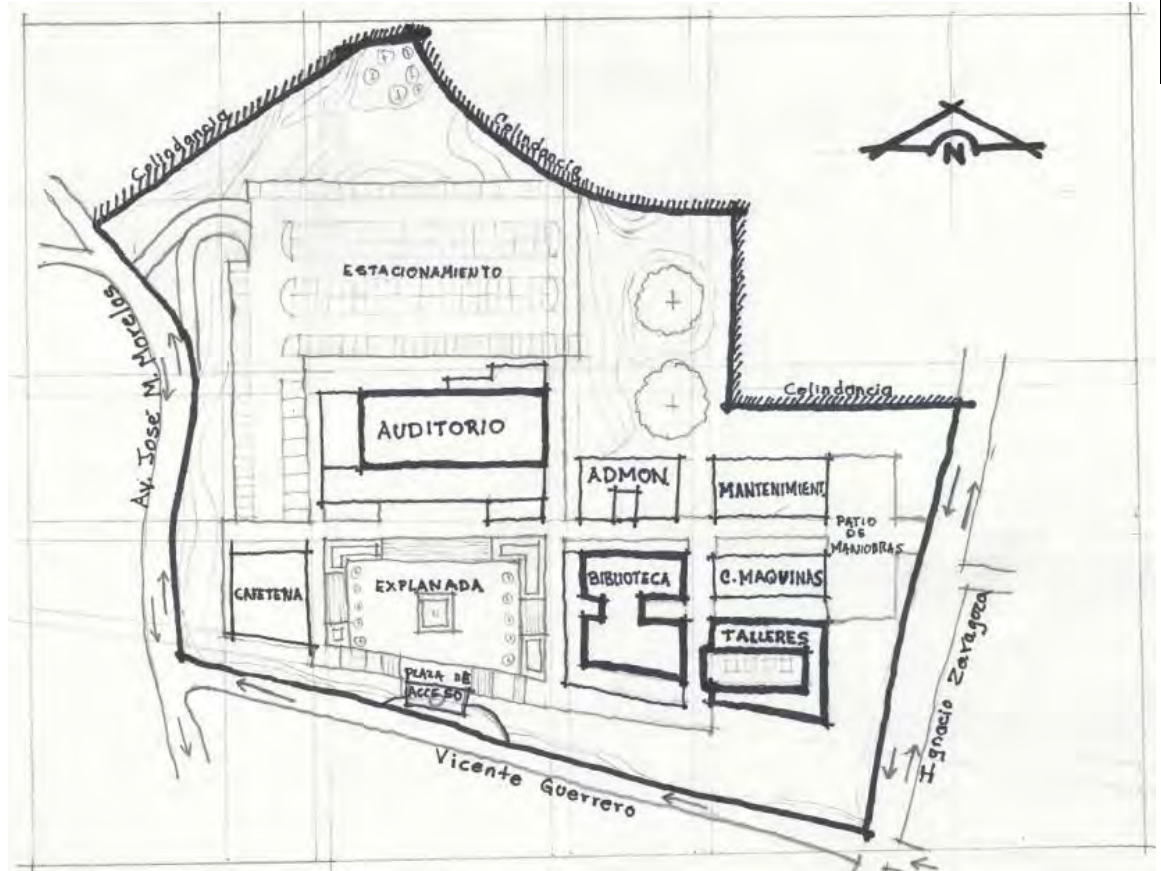 Colindancia
Colindancia
N
ESTACIONAMIENTO
Av. José M. Morelos
Colindancia
AUDITORIO
ADMON.
MANTENIMIENT.
PATIO
DE
MANIOBRAS
CAFETERIA
EXPLANADA
BIBLIOTECA
C. MAQUINAS
TALLERES
PLAZA DE
ACCESO
Ignacio Zaragoza
Vicente Guerrero